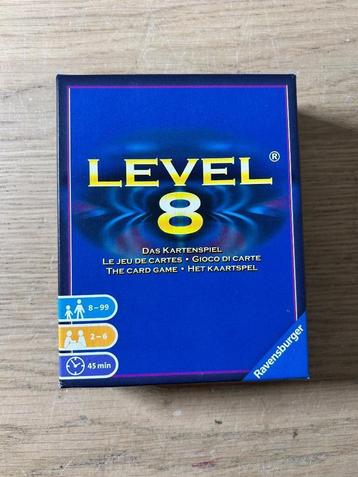 LEVEL®
8
DAS KARTENSPIEL
LE JEU DE CARTES • GIOCO DI CARTE
THE CARD GAME • HET KAARTSPEL
8-99
2-6
45 min
Ravensburger